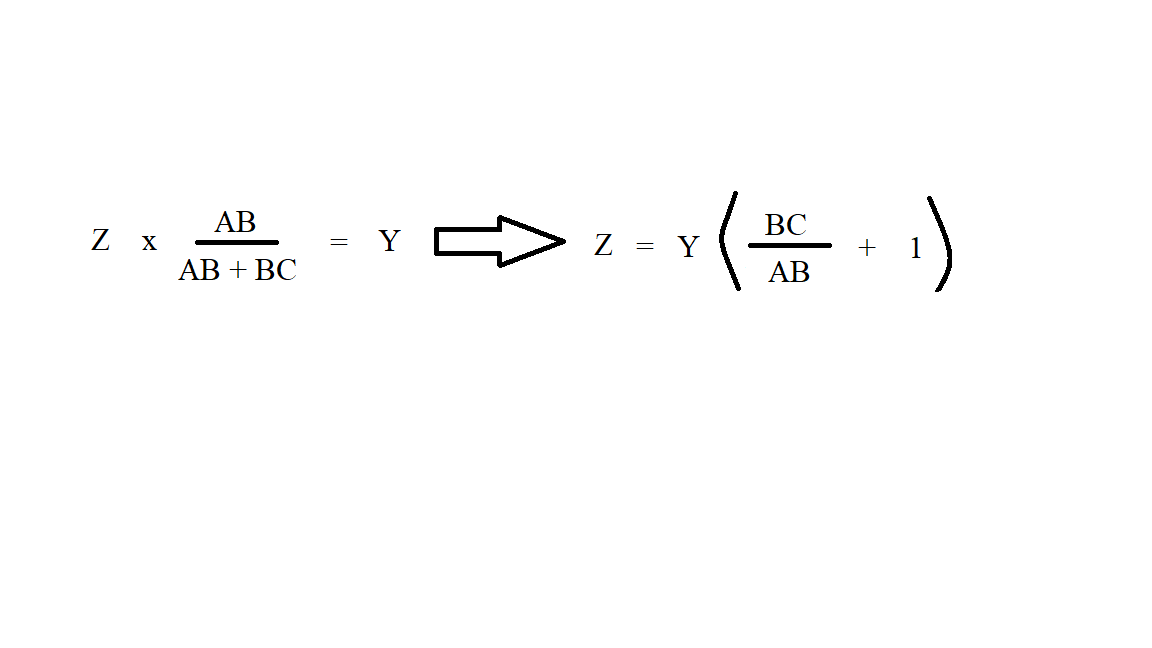 Z x AB / AB + BC = Y ⇨ Z = Y ( BC / AB + 1 )